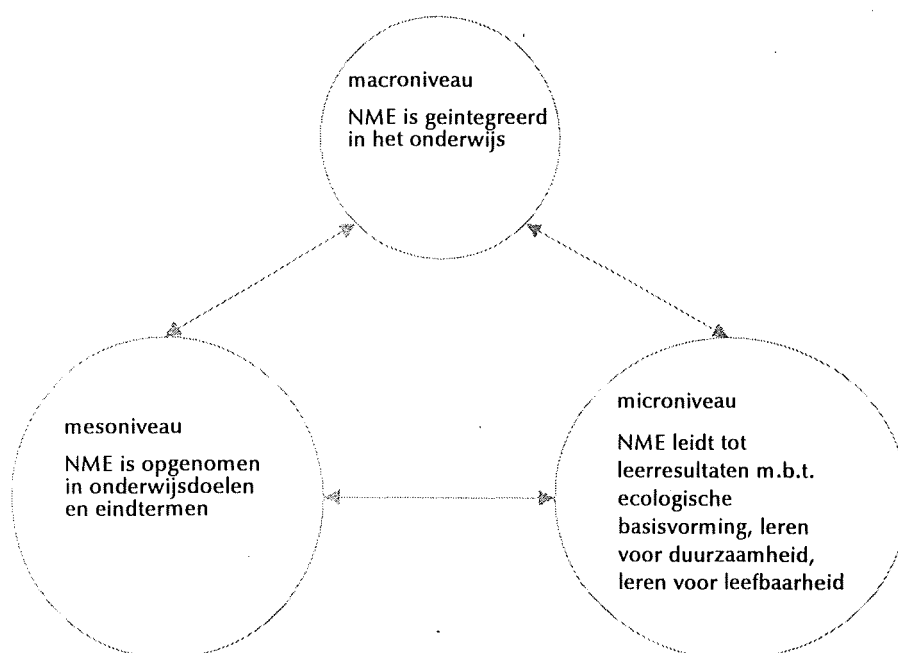 macroniveau
NME is geintegreerd
in het onderwijs
mesoniveau
NME is opgenomen
in onderwijsdoelen
en eindtermen
microniveau
NME leidt tot
leerresultaten m.b.t.
ecologische
basisvorming, leren
voor duurzaamheid,
leren voor leefbaarheid